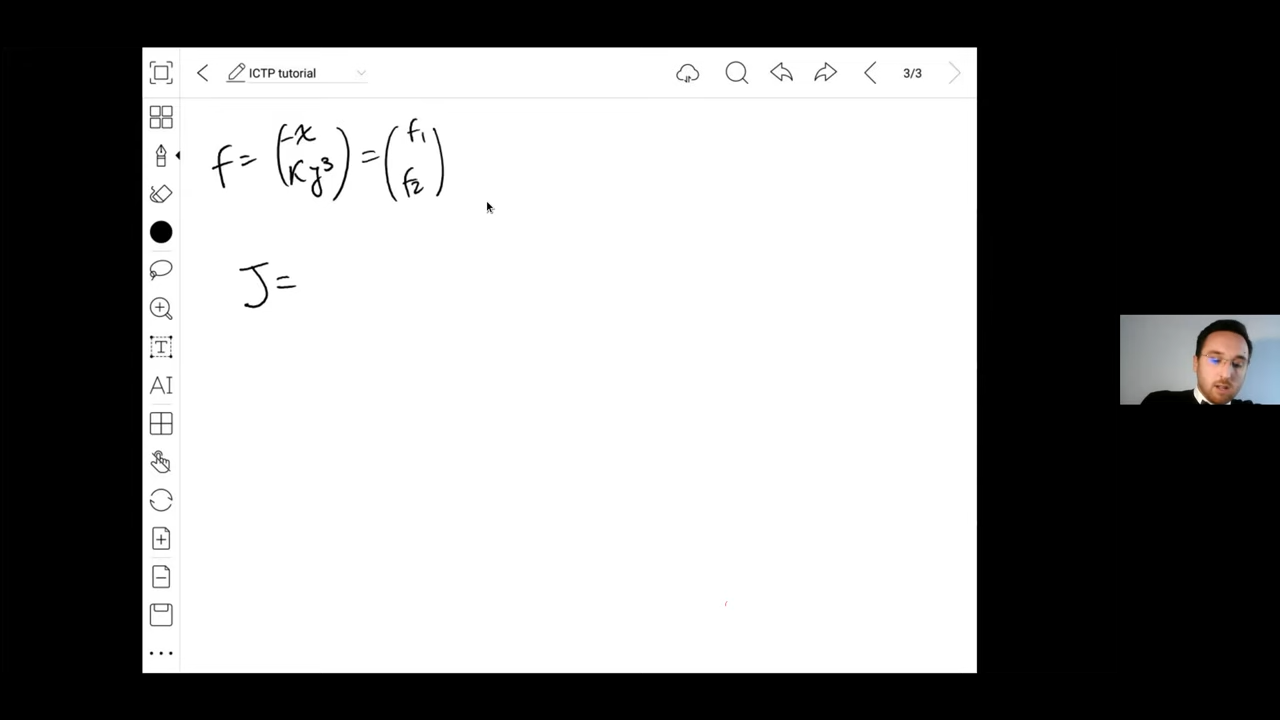 ICTP tutorial
3/3
f = (-x Ky³) = (f₁ f₂)
J =
T
AI